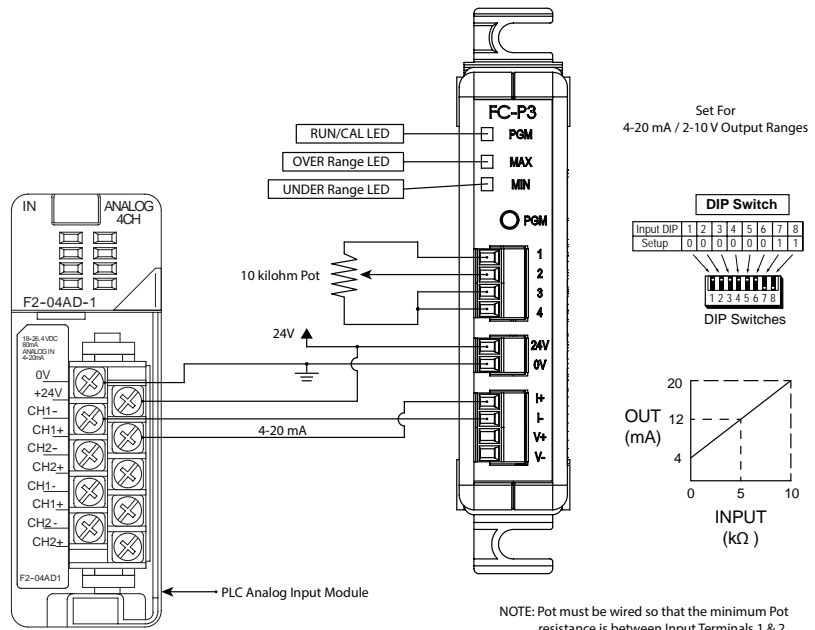 FC-P3
PGM
MAX
MIN
PGM
1
2
3
4
24V
0V
I+
I-
V+
V-
RUN/CAL LED
OVER Range LED
UNDER Range LED
10 kilohm Pot
24V
4-20 mA
IN
ANALOG
4CH
F2-04AD-1
18-26.4 VDC
80mA
ANALOG IN
4-20mA
0V
+24V
CH1-
CH1+
CH2-
CH2+
CH1-
CH1+
CH2-
CH2+
F2-04AD1
PLC Analog Input Module
Set For
4-20 mA / 2-10 V Output Ranges
DIP Switch
Input DIP 1 2 3 4 5 6 7 8
Setup 0 0 0 0 0 0 1 1
1 2 3 4 5 6 7 8
DIP Switches
20
OUT 12
(mA)
4
0 5 10
INPUT
(kΩ )
NOTE: Pot must be wired so that the minimum Pot
resistance is between Input Terminals 1 & 2